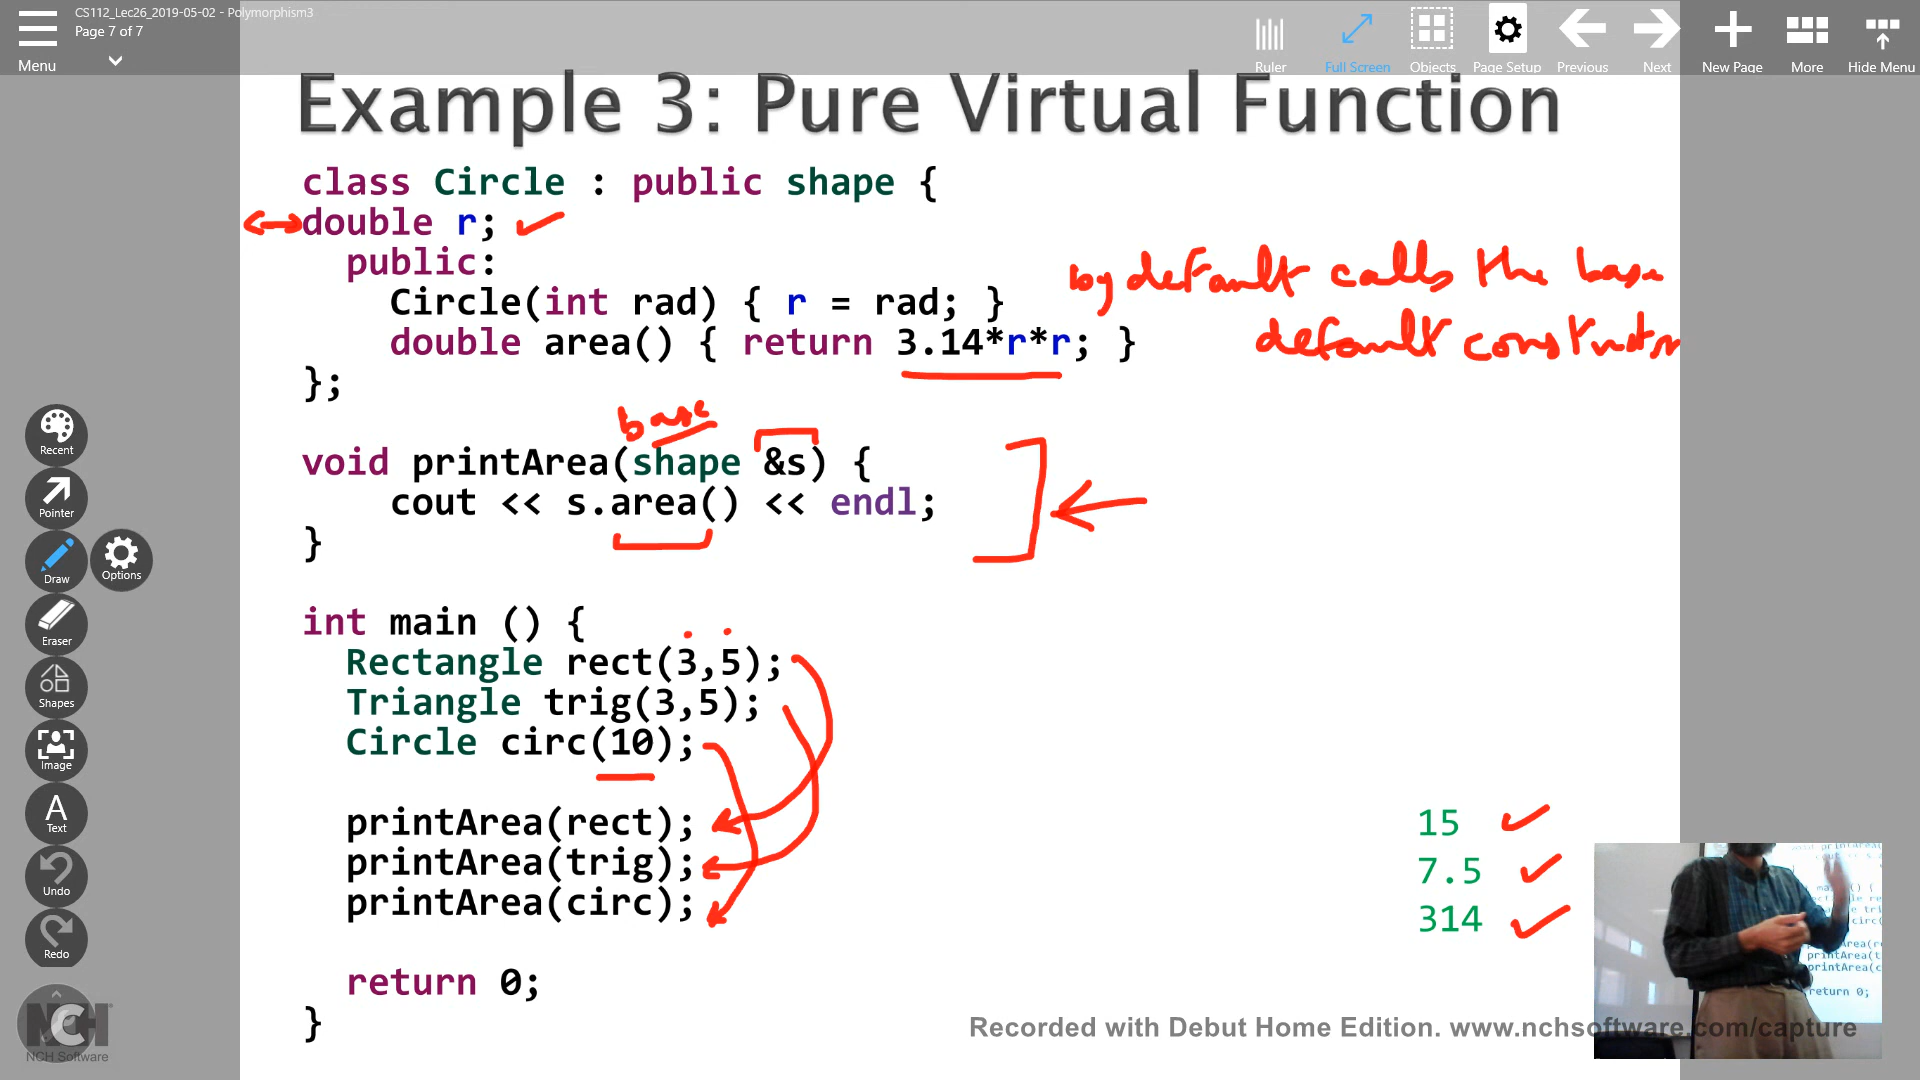 CS112_Lec26_2019-05-02 - Polymorphism3
Page 7 of 7
Menu
Ruler
Full Screen
Objects
Page Setup
Previous
Next
New Page
More
Hide Menu
Example 3: Pure Virtual Function
class Circle : public shape {
double r;
public:
Circle(int rad) { r = rad; }
double area() { return 3.14*r*r; }
};
by default calls the base
default constructor
base
void printArea(shape &s) {
cout << s.area() << endl;
}
int main () {
Rectangle rect(3,5);
Triangle trig(3,5);
Circle circ(10);
printArea(rect);
printArea(trig);
printArea(circ);
return 0;
}
15
7.5
314
Recent
Pointer
Draw
Options
Eraser
Shapes
Image
A
Text
Undo
Redo
NCH
NCH Software
printArea(c
return 0;
Recorded with Debut Home Edition. www.nchsoftware.com/capture